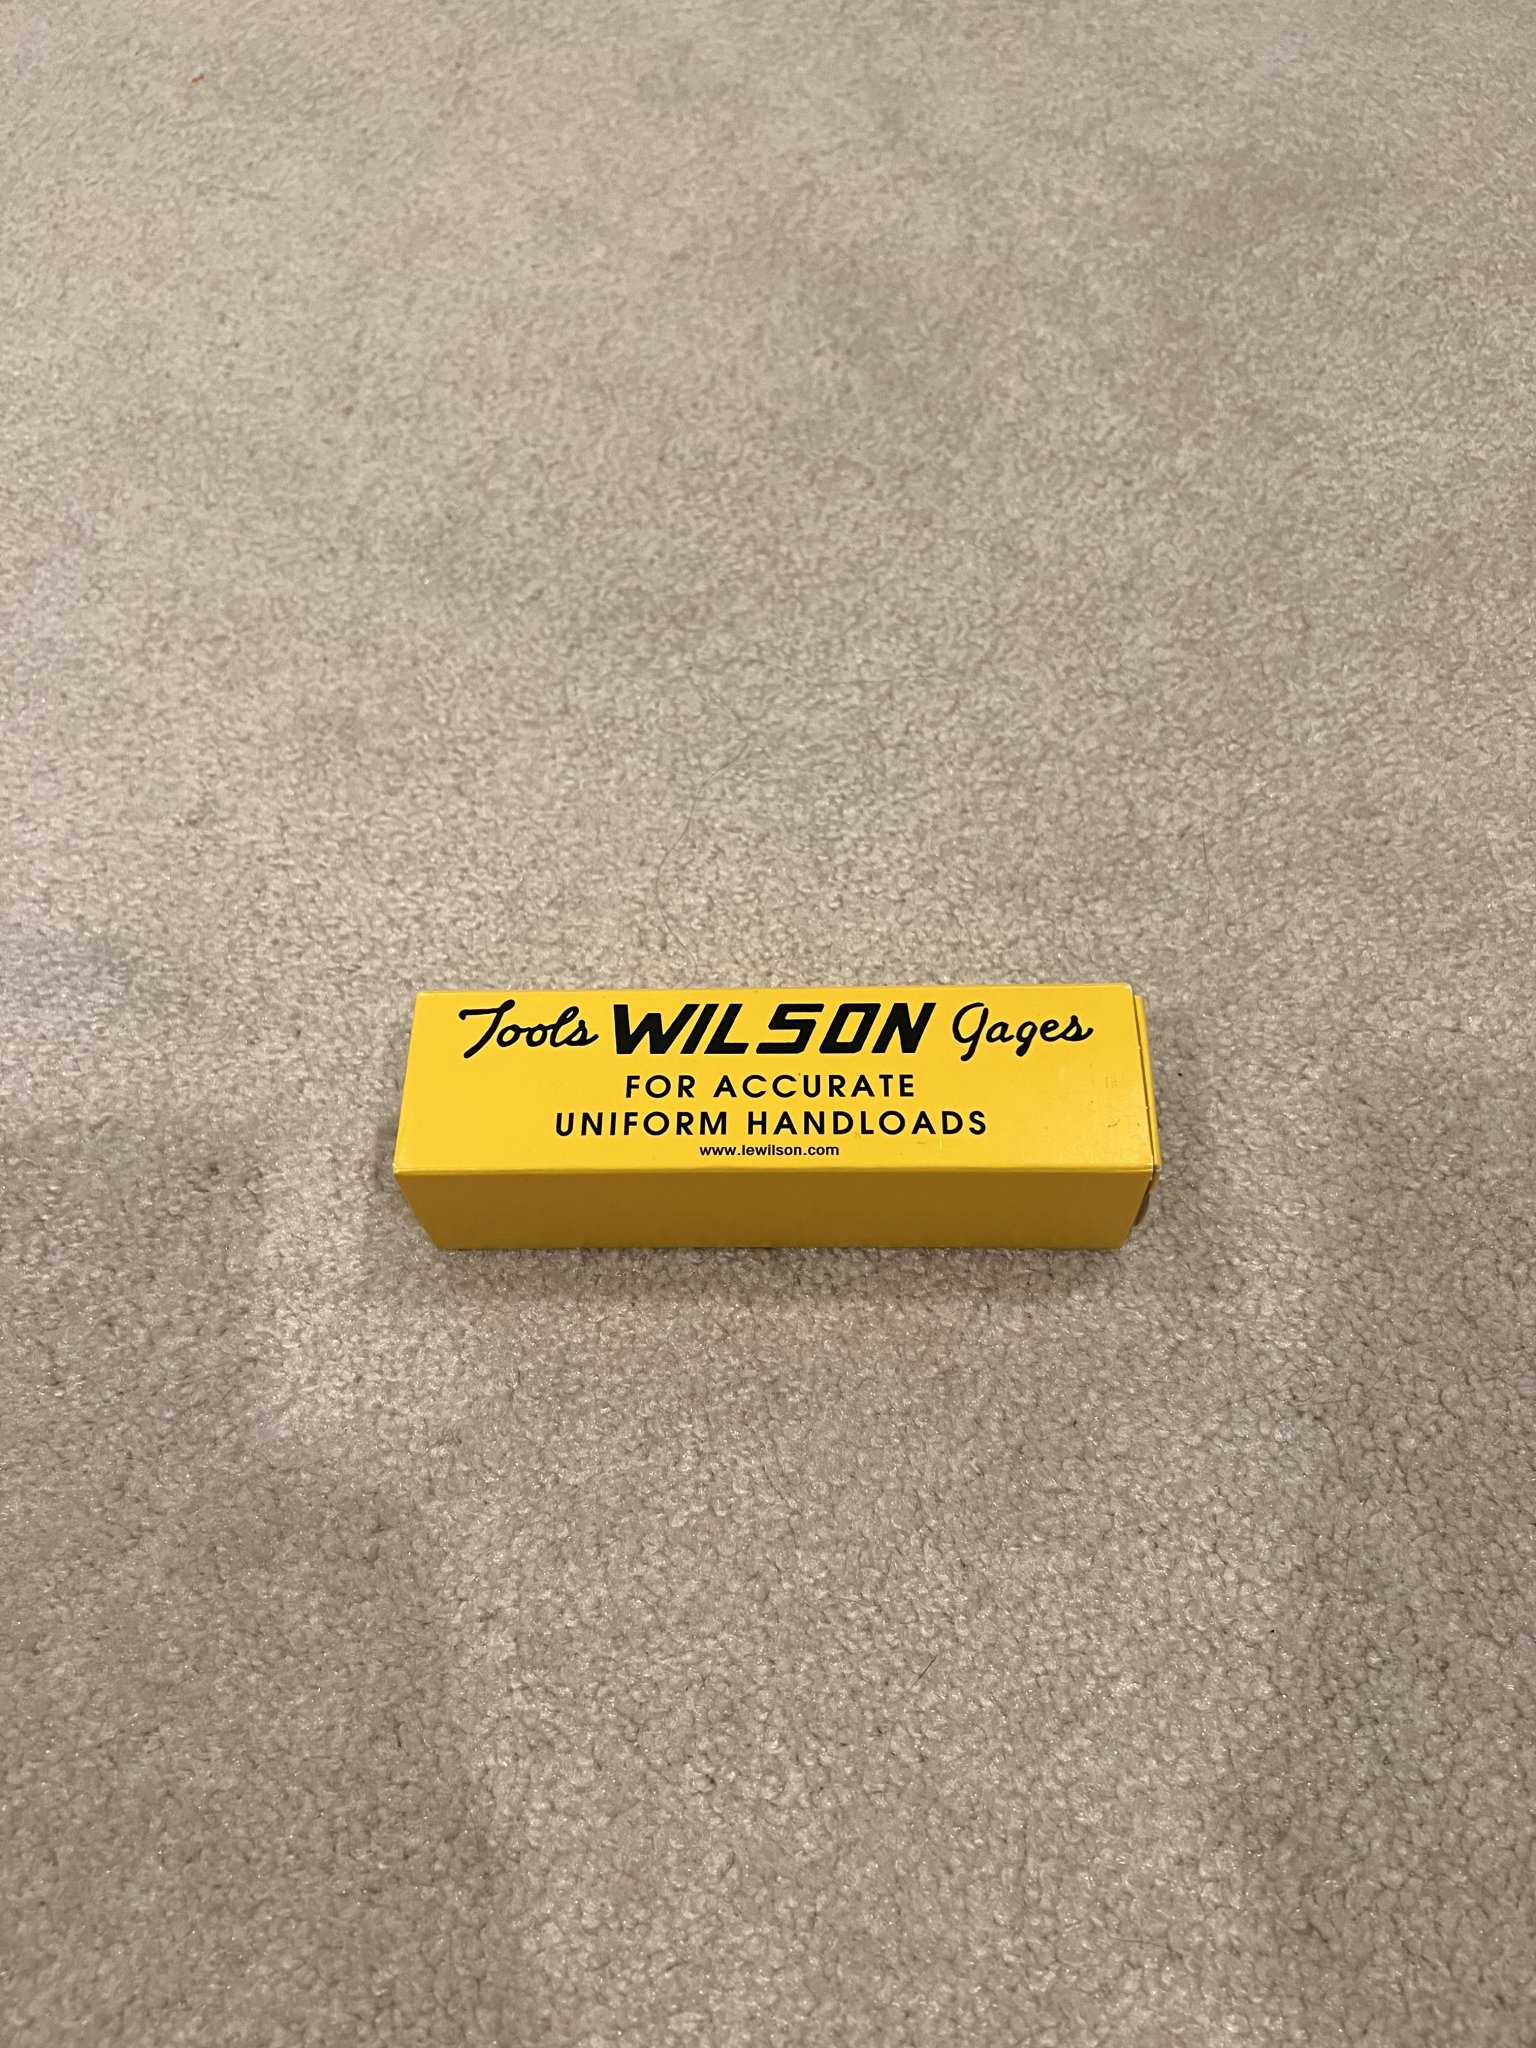 Tools WILSON Gages
FOR ACCURATE
UNIFORM HANDLOADS
www.lewilson.com